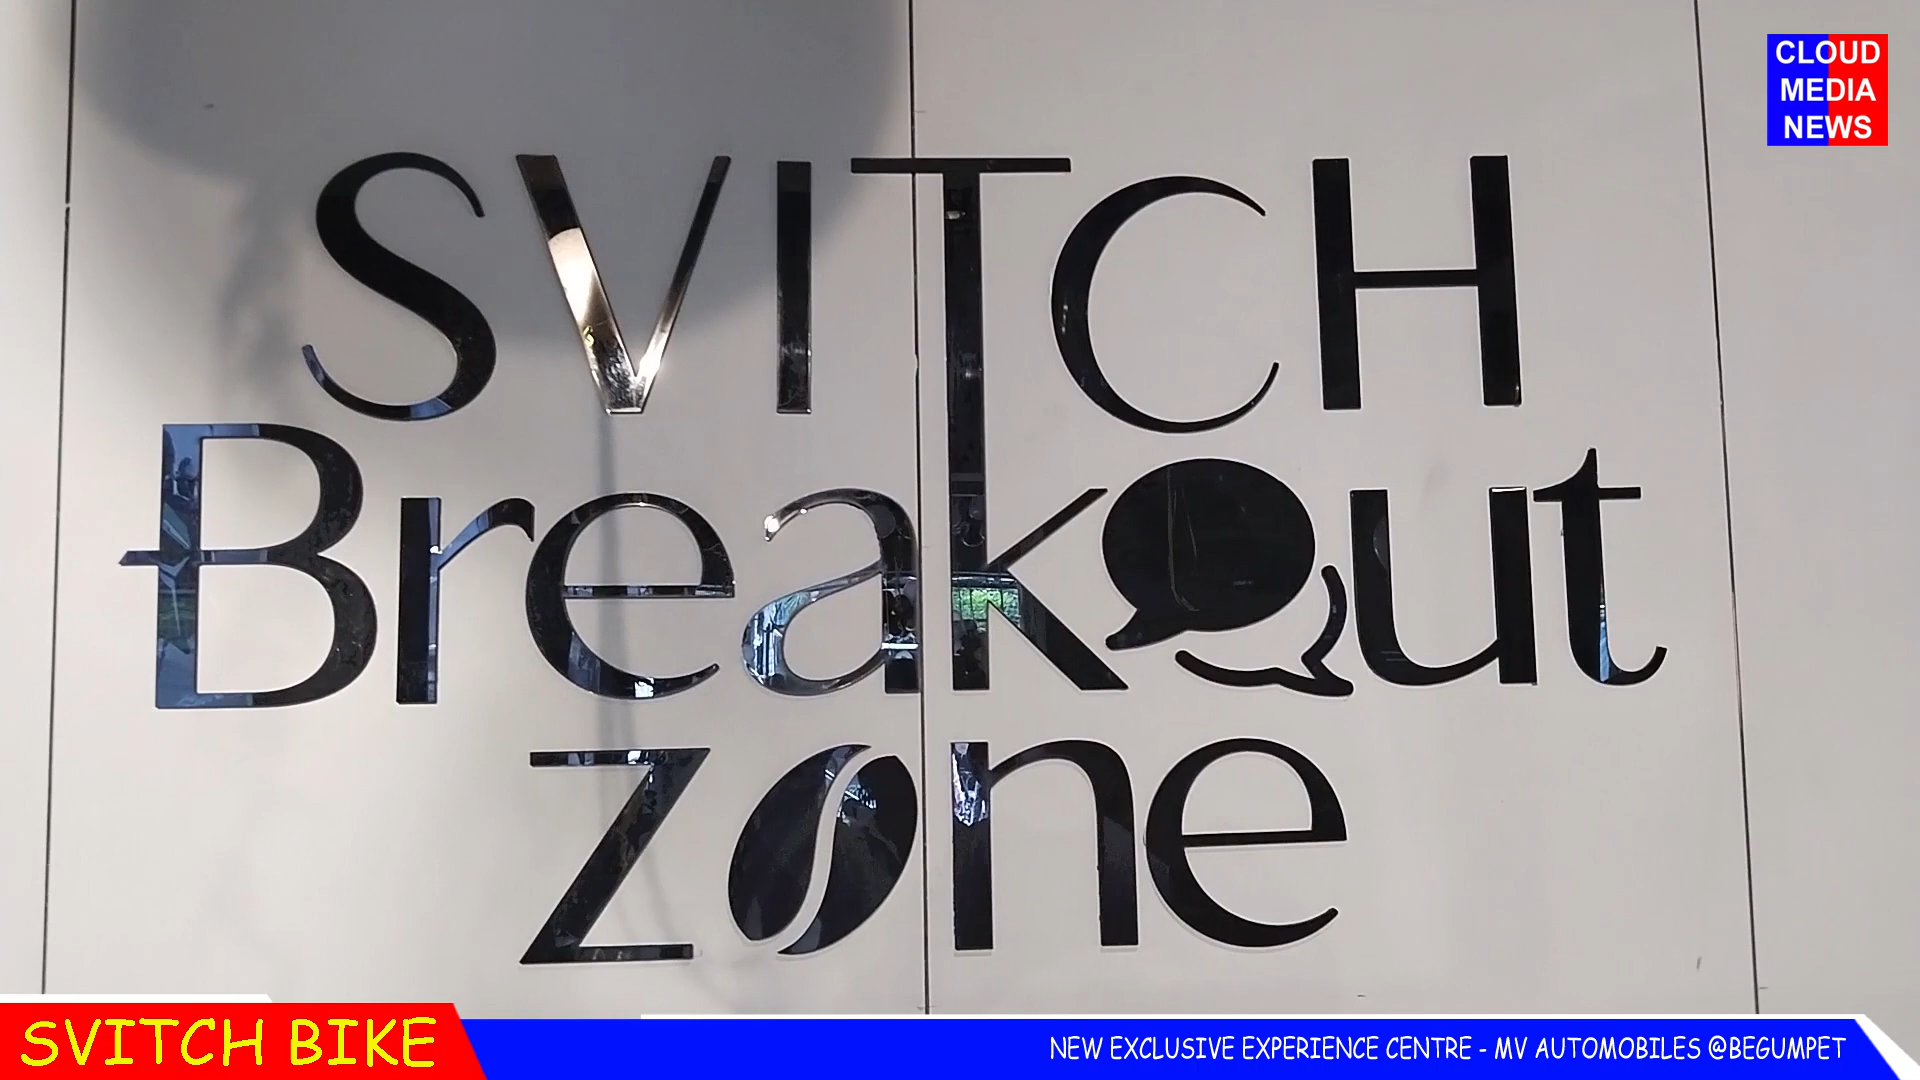 CLOUD
MEDIA
NEWS
SVITCH
Breakout
zone
SVITCH BIKE
NEW EXCLUSIVE EXPERIENCE CENTRE - MV AUTOMOBILES @BEGUMPET